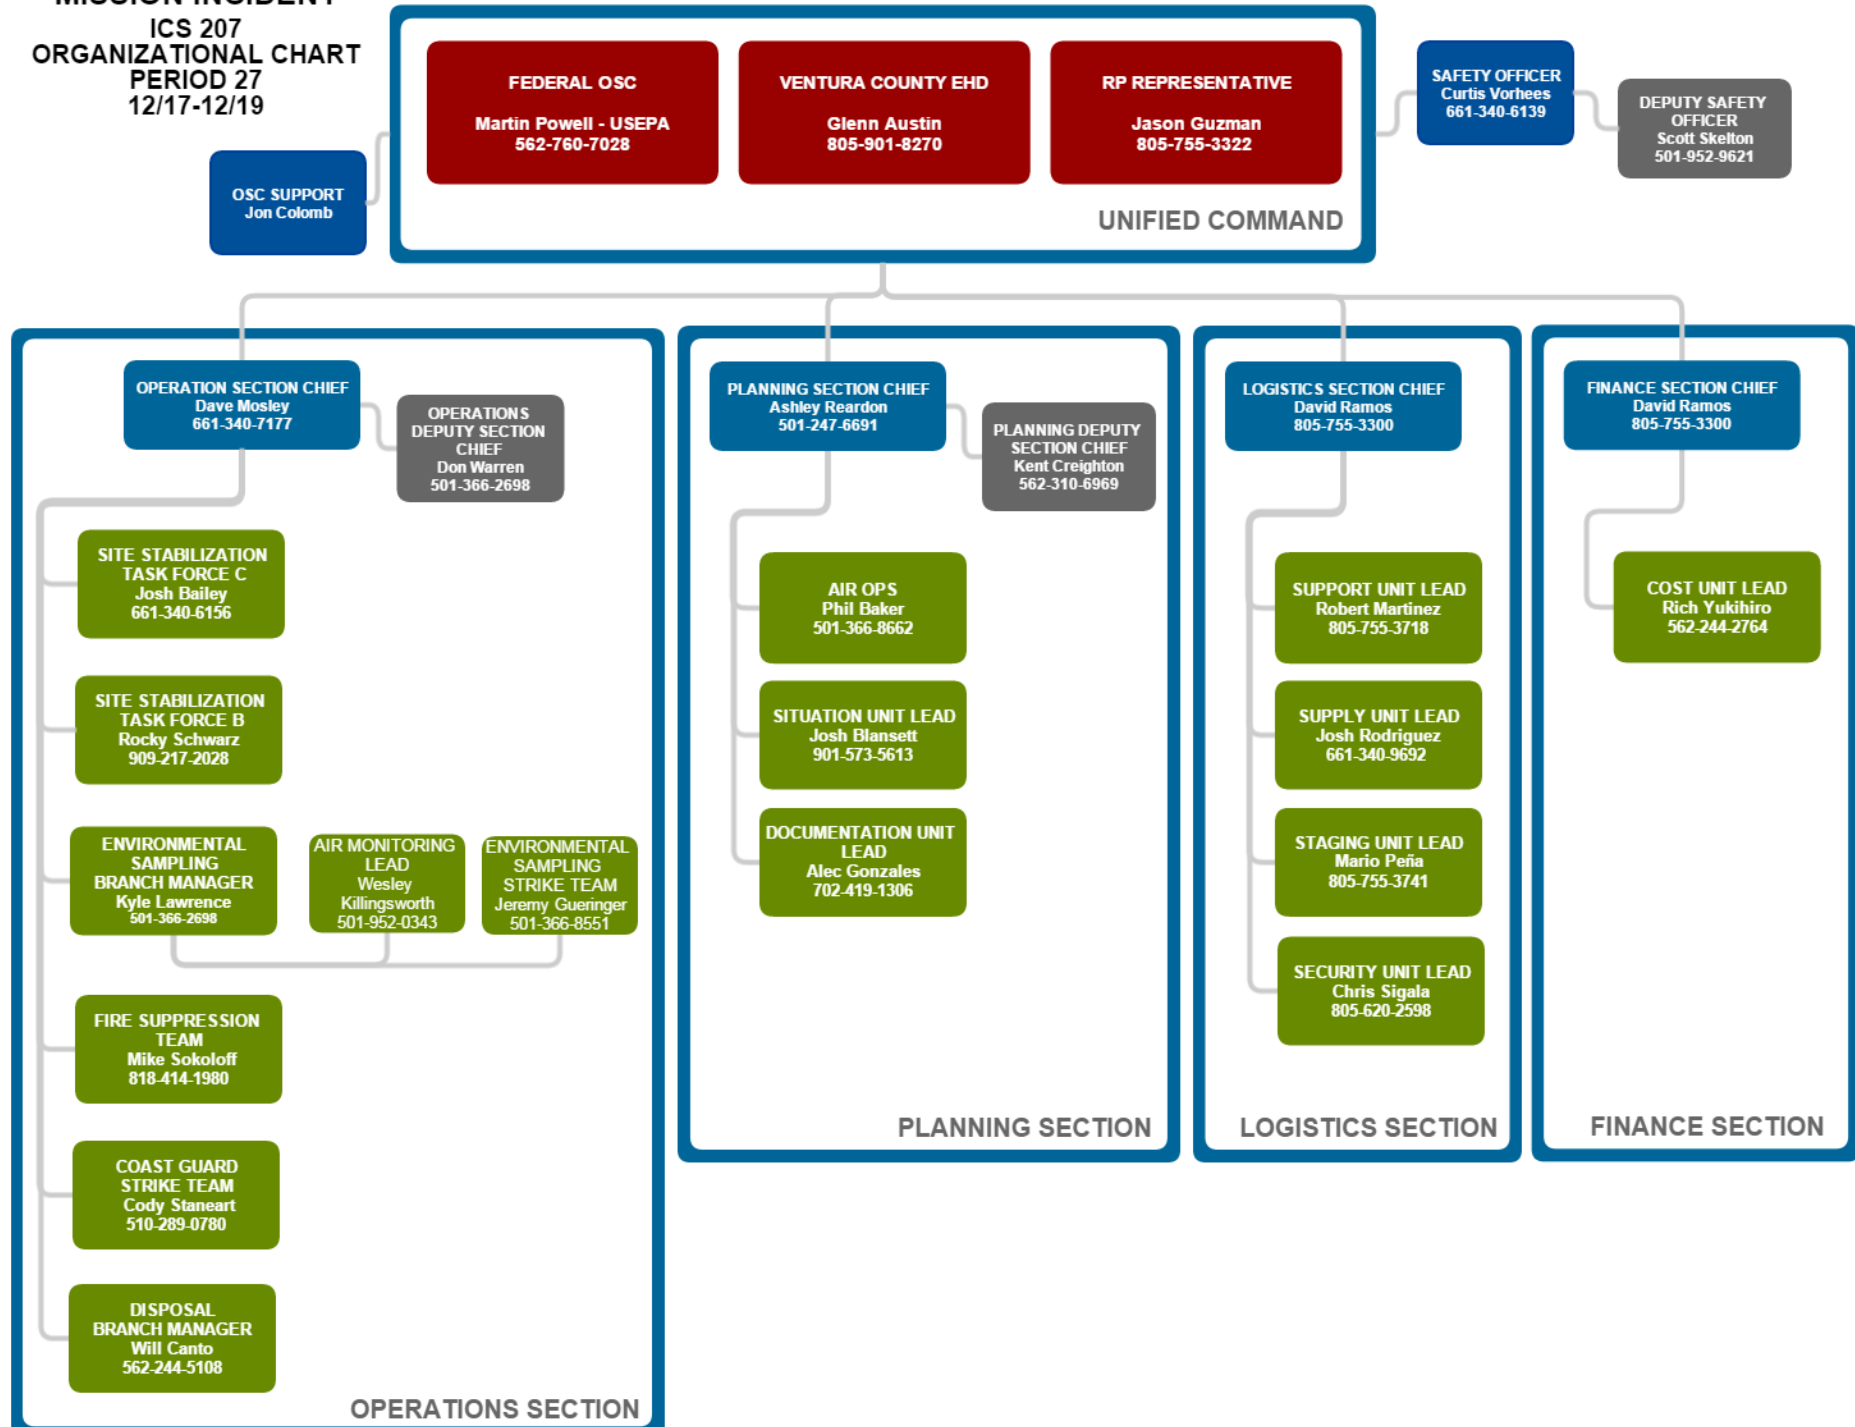 MISSION INCIDENT
ICS 207
ORGANIZATIONAL CHART
PERIOD 27
12/17-12/19
OSC SUPPORT
Jon Colomb
FEDERAL OSC
Martin Powell - USEPA
562-760-7028
VENTURA COUNTY EHD
Glenn Austin
805-901-8270
RP REPRESENTATIVE
Jason Guzman
805-755-3322
UNIFIED COMMAND
SAFETY OFFICER
Curtis Vorhees
661-340-6139
DEPUTY SAFETY
OFFICER
Scott Skelton
501-952-9621
OPERATION SECTION CHIEF
Dave Mosley
661-340-7177
OPERATIONS
DEPUTY SECTION
CHIEF
Don Warren
501-366-2698
SITE STABILIZATION
TASK FORCE C
Josh Bailey
661-340-6156
SITE STABILIZATION
TASK FORCE B
Rocky Schwarz
909-217-2028
ENVIRONMENTAL
SAMPLING
BRANCH MANAGER
Kyle Lawrence
501-366-2698
AIR MONITORING
LEAD
Wesley
Killingsworth
501-952-0343
ENVIRONMENTAL
SAMPLING
STRIKE TEAM
Jeremy Gueringer
501-366-8551
FIRE SUPPRESSION
TEAM
Mike Sokoloff
818-414-1980
COAST GUARD
STRIKE TEAM
Cody Staneart
510-289-0780
DISPOSAL
BRANCH MANAGER
Will Canto
562-244-5108
OPERATIONS SECTION
PLANNING SECTION CHIEF
Ashley Reardon
501-247-6691
PLANNING DEPUTY
SECTION CHIEF
Kent Creighton
562-310-6969
AIR OPS
Phil Baker
501-366-8662
SITUATION UNIT LEAD
Josh Blansett
901-573-5613
DOCUMENTATION UNIT
LEAD
Alec Gonzales
702-419-1306
PLANNING SECTION
LOGISTICS SECTION CHIEF
David Ramos
805-755-3300
SUPPORT UNIT LEAD
Robert Martinez
805-755-3718
SUPPLY UNIT LEAD
Josh Rodriguez
661-340-9692
STAGING UNIT LEAD
Mario Peña
805-755-3741
SECURITY UNIT LEAD
Chris Sigala
805-620-2598
LOGISTICS SECTION
FINANCE SECTION CHIEF
David Ramos
805-755-3300
COST UNIT LEAD
Rich Yukihiro
562-244-2764
FINANCE SECTION